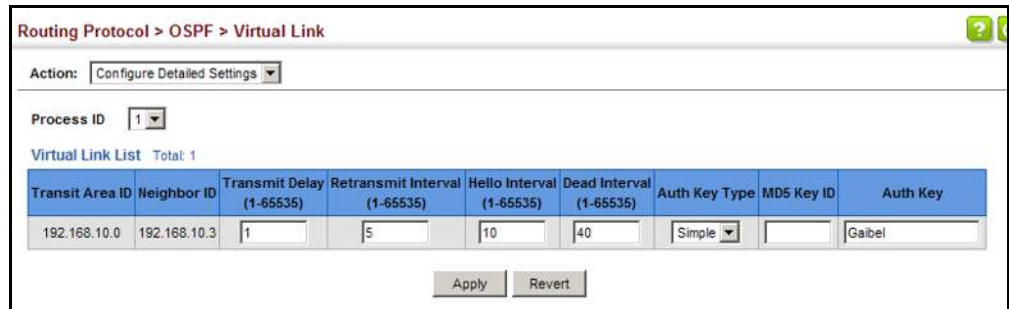 Routing Protocol > OSPF > Virtual Link
?
Action: Configure Detailed Settings
Process ID 1
Virtual Link List Total: 1
Transit Area ID Neighbor ID Transmit Delay (1-65535) Retransmit Interval (1-65535) Hello Interval (1-65535) Dead Interval (1-65535) Auth Key Type MD5 Key ID Auth Key
192.168.10.0 192.168.10.3 1 5 10 40 Simple Gaibel
Apply Revert